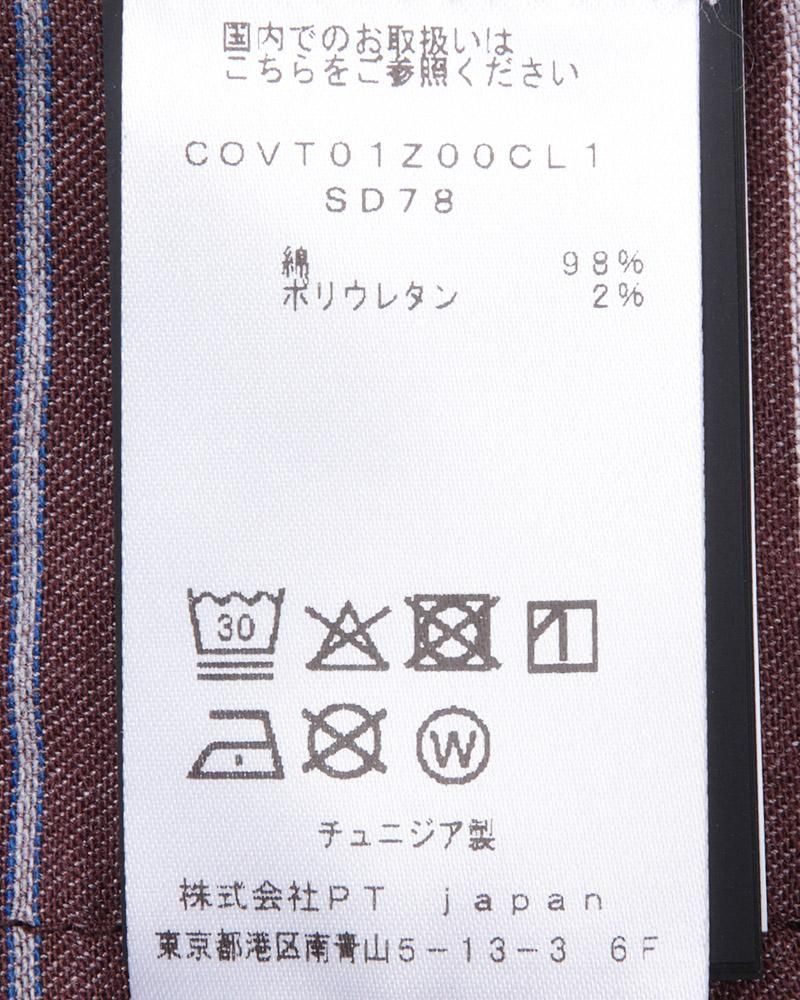 国内でのお取扱いは
こちらをご参照ください
COVT01Z00CL1
SD78
綿 98%
ポリウレタン 2%
30
W
チュニジア製
株式会社PT japan
東京都港区南青山5-13-3 6F